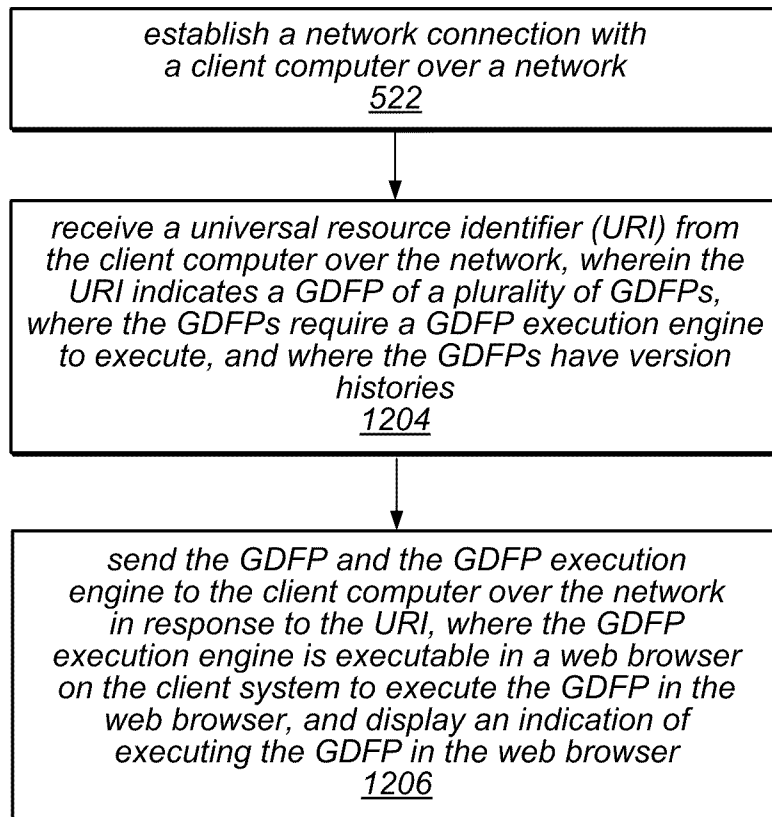 establish a network connection with
a client computer over a network
522
receive a universal resource identifier (URI) from
the client computer over the network, wherein the
URI indicates a GDFP of a plurality of GDFPs,
where the GDFPs require a GDFP execution engine
to execute, and where the GDFPs have version
histories
1204
send the GDFP and the GDFP execution
engine to the client computer over the network
in response to the URI, where the GDFP
execution engine is executable in a web browser
on the client system to execute the GDFP in the
web browser, and display an indication of
executing the GDFP in the web browser
1206